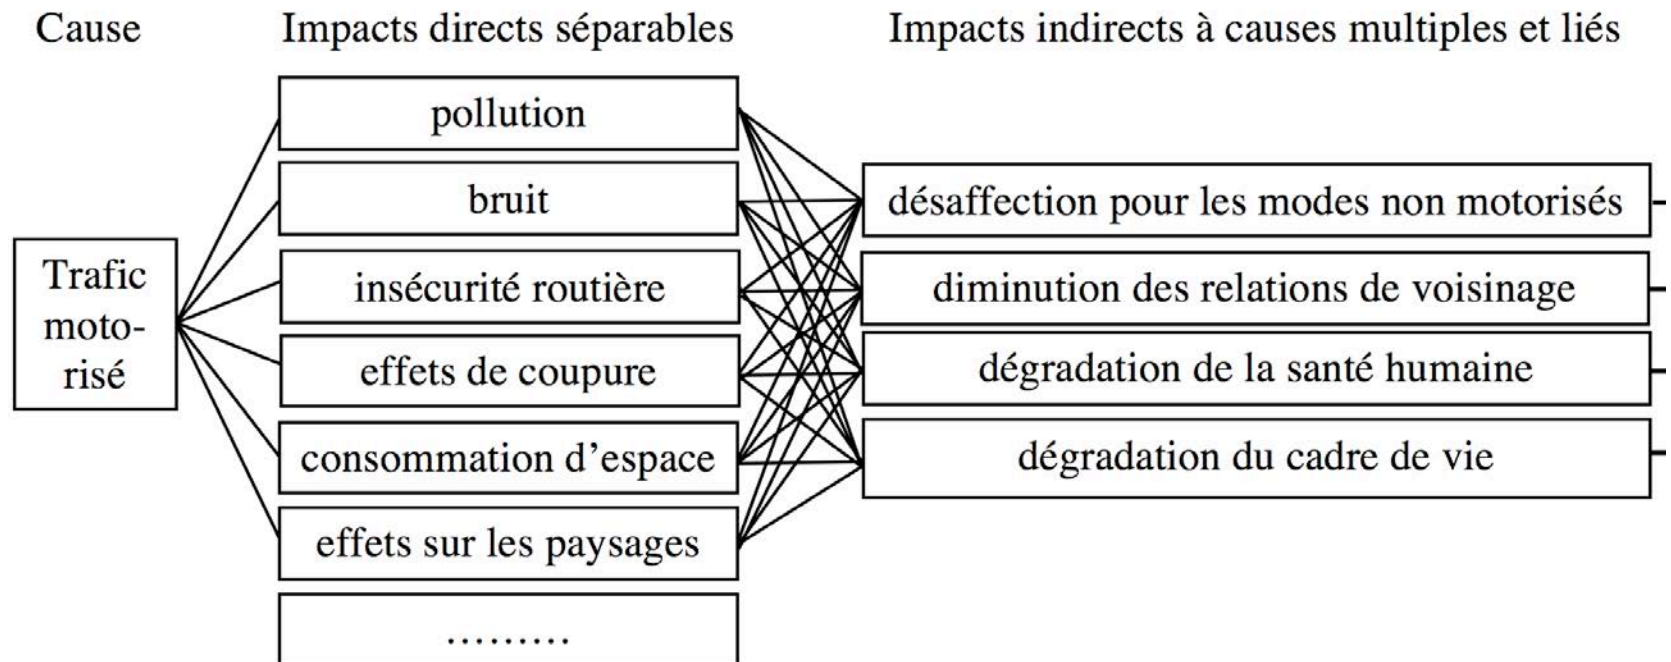 Cause
Impacts directs séparables
Impacts indirects à causes multiples et liés
Trafic
moto-
risé
pollution
bruit
insécurité routière
effets de coupure
consommation d’espace
effets sur les paysages
………
désaffection pour les modes non motorisés
diminution des relations de voisinage
dégradation de la santé humaine
dégradation du cadre de vie